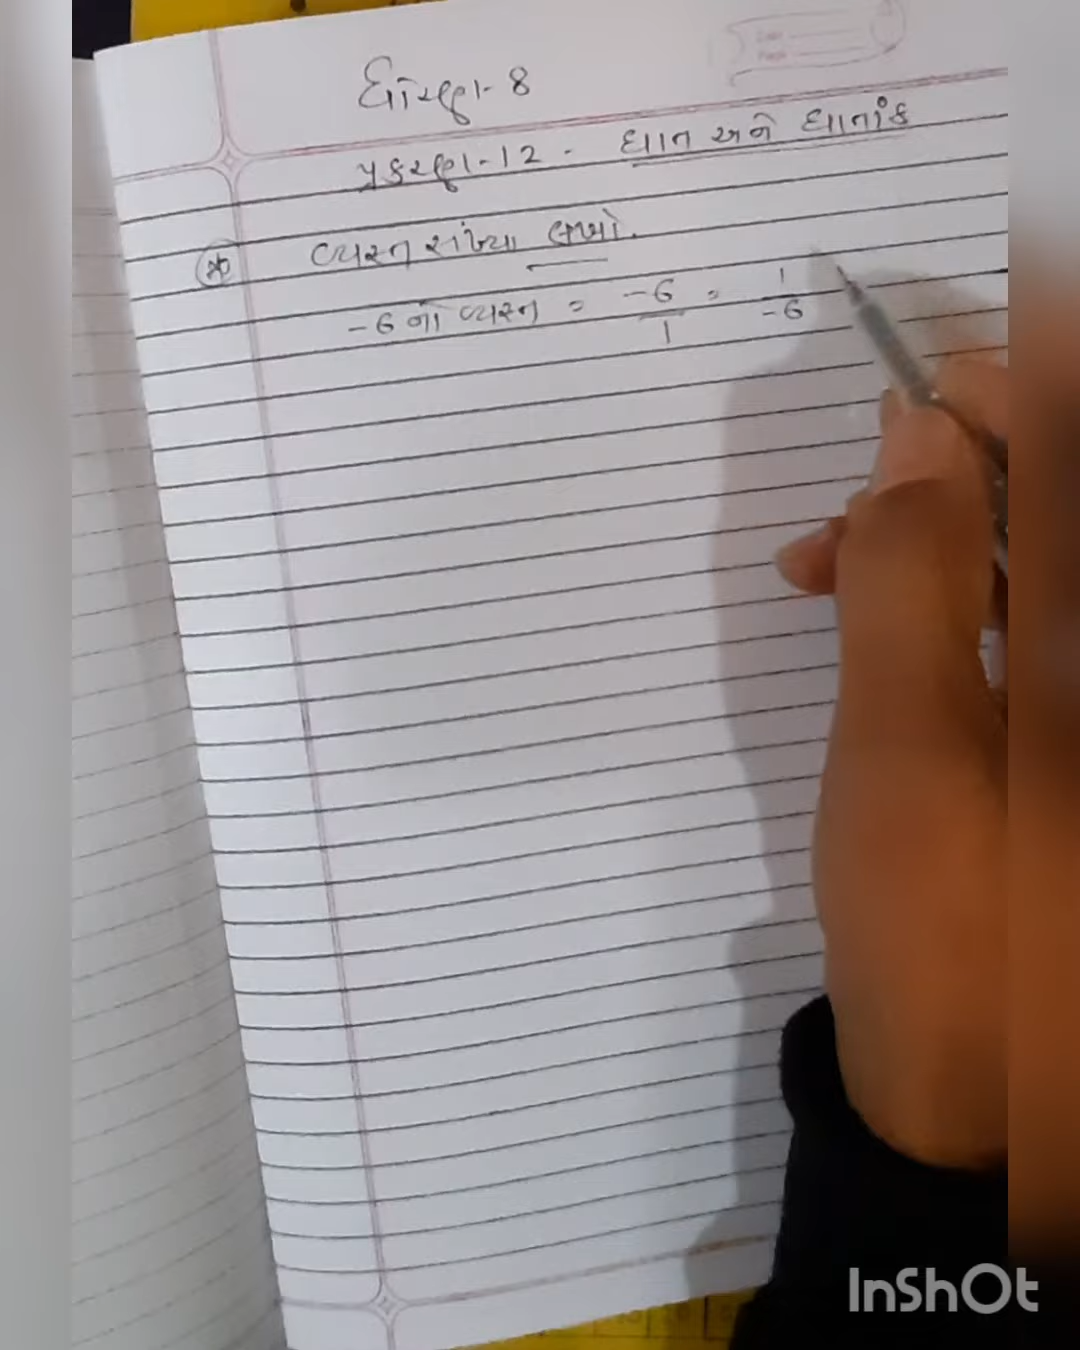 ધોરણ - 8
પ્રકરણ - 12 - ઘાત અને ઘાતાંક
વ્યસ્ત સંખ્યા લખો.
-6 નો વ્યસ્ત = -6/1 = 1/-6
InShOt